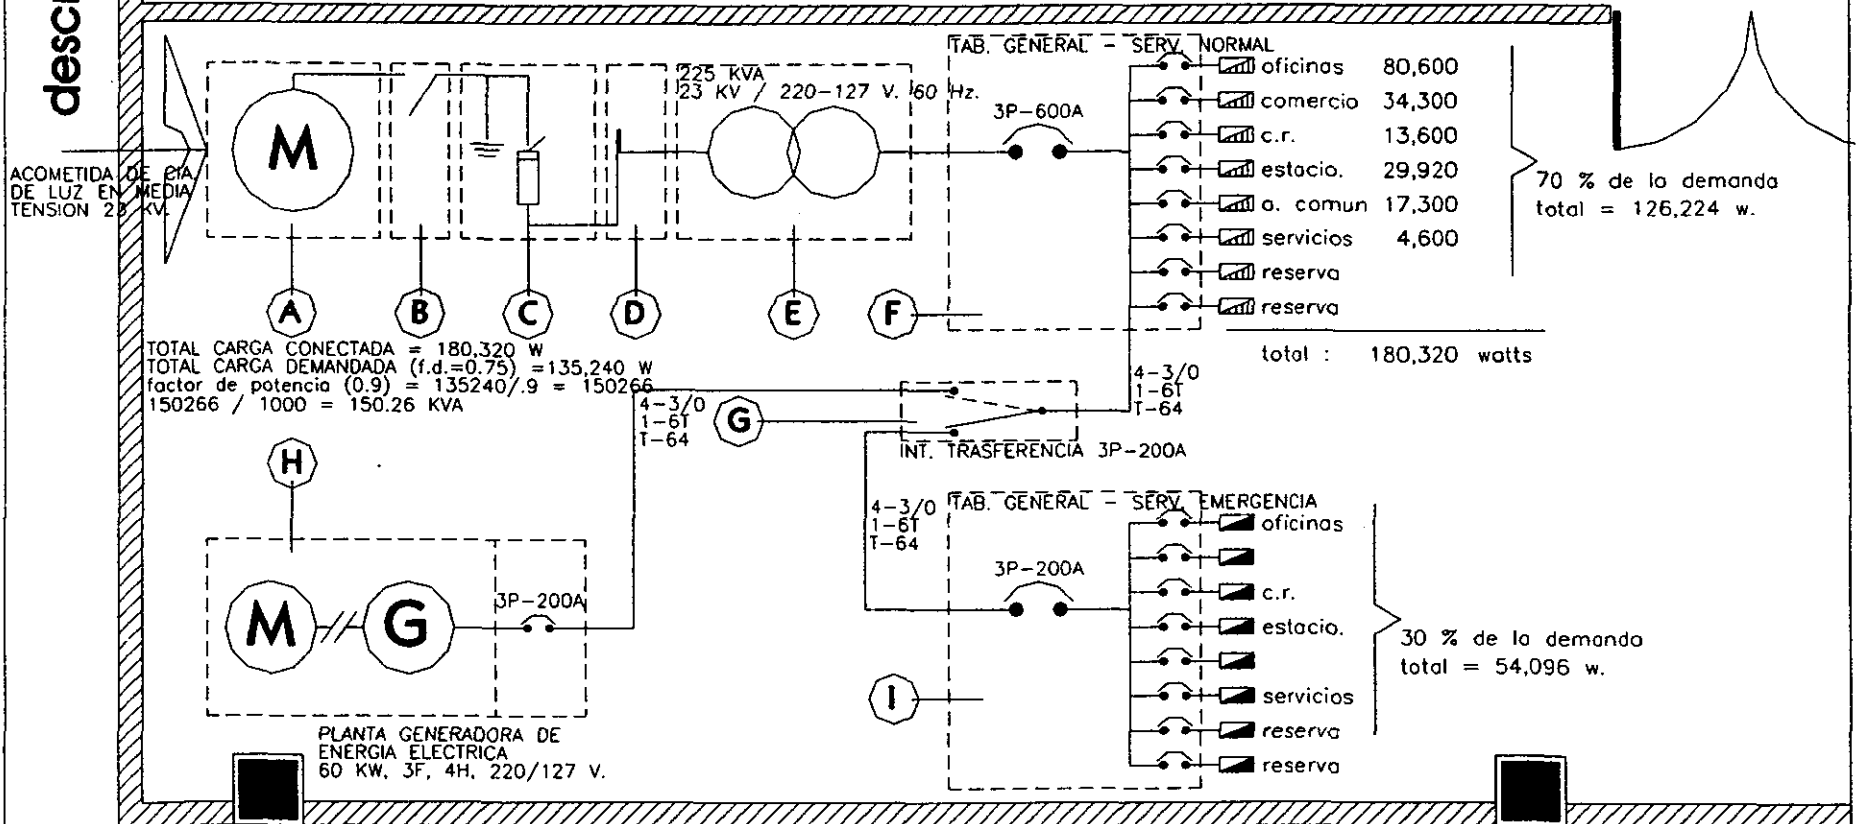 descr
ACOMETIDA DE CIA.
DE LUZ EN MEDIA
TENSION 23 KV.
M
225 KVA
23 KV / 220-127 V. 60 Hz.
A
B
C
D
E
F
TAB. GENERAL - SERV. NORMAL
3P-600A
oficinas 80,600
comercio 34,300
c.r. 13,600
estacio. 29,920
a. comun 17,300
servicios 4,600
reserva
reserva
total : 180,320 watts
70 % de la demanda
total = 126,224 w.
TOTAL CARGA CONECTADA = 180,320 W
TOTAL CARGA DEMANDADA (f.d.=0.75) =135,240 W
factor de potencia (0.9) = 135240/.9 = 150266
150266 / 1000 = 150.26 KVA
4-3/0
1-6T
T-64
G
4-3/0
1-6T
T-64
INT. TRASFERENCIA 3P-200A
H
4-3/0
1-6T
T-64
M
G
3P-200A
PLANTA GENERADORA DE
ENERGIA ELECTRICA
60 KW, 3F, 4H, 220/127 V.
TAB. GENERAL - SERV. EMERGENCIA
3P-200A
I
oficinas
c.r.
estacio.
servicios
reserva
reserva
30 % de la demanda
total = 54,096 w.